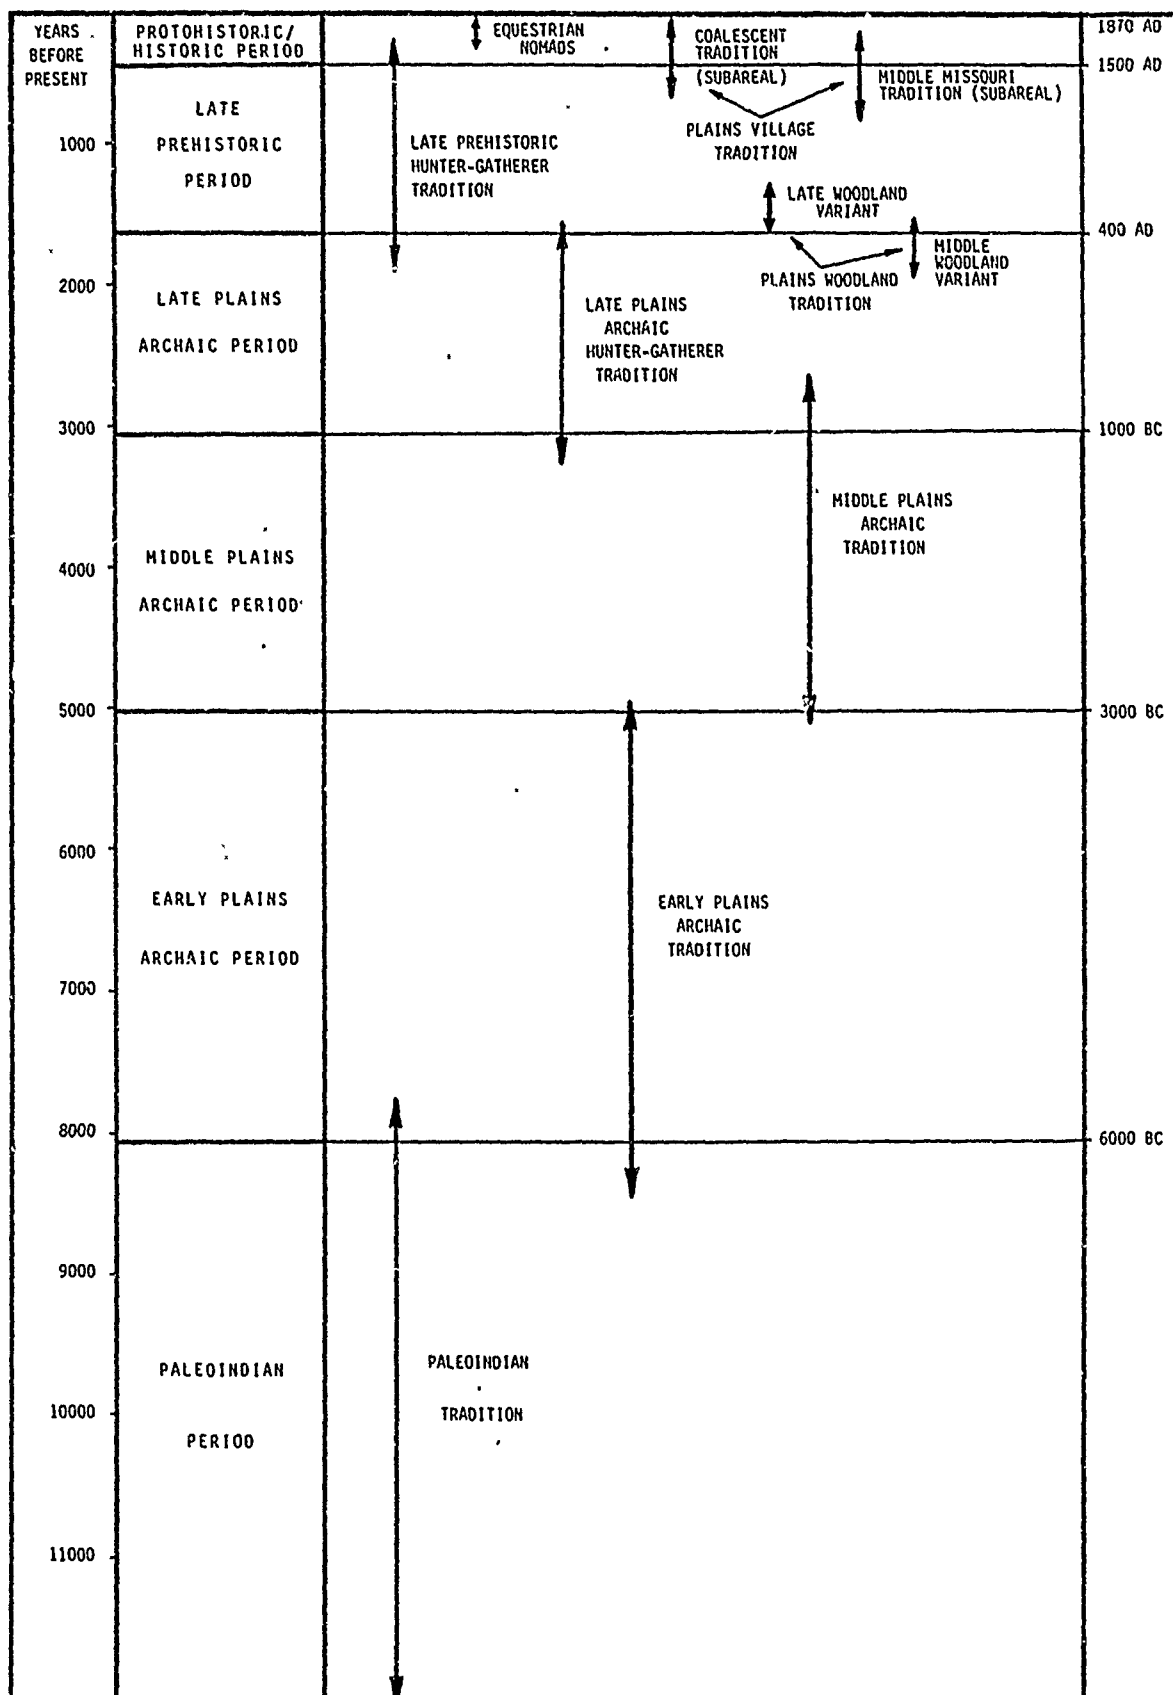 YEARS
BEFORE
PRESENT
1000
2000
3000
4000
5000
6000
7000
8000
9000
10000
11000
PROTOHISTORIC/
HISTORIC PERIOD
LATE
PREHISTORIC
PERIOD
LATE PLAINS
ARCHAIC PERIOD
MIDDLE PLAINS
ARCHAIC PERIOD
EARLY PLAINS
ARCHAIC PERIOD
PALEOINDIAN
PERIOD
EQUESTRIAN
NOMADS
COALESCENT
TRADITION
(SUBAREAL)
MIDDLE MISSOURI
TRADITION (SUBAREAL)
PLAINS VILLAGE
TRADITION
LATE PREHISTORIC
HUNTER-GATHERER
TRADITION
LATE WOODLAND
VARIANT
MIDDLE
WOODLAND
VARIANT
PLAINS WOODLAND
TRADITION
LATE PLAINS
ARCHAIC
HUNTER-GATHERER
TRADITION
MIDDLE PLAINS
ARCHAIC
TRADITION
EARLY PLAINS
ARCHAIC
TRADITION
PALEOINDIAN
TRADITION
1870 AD
1500 AD
400 AD
1000 BC
3000 BC
6000 BC